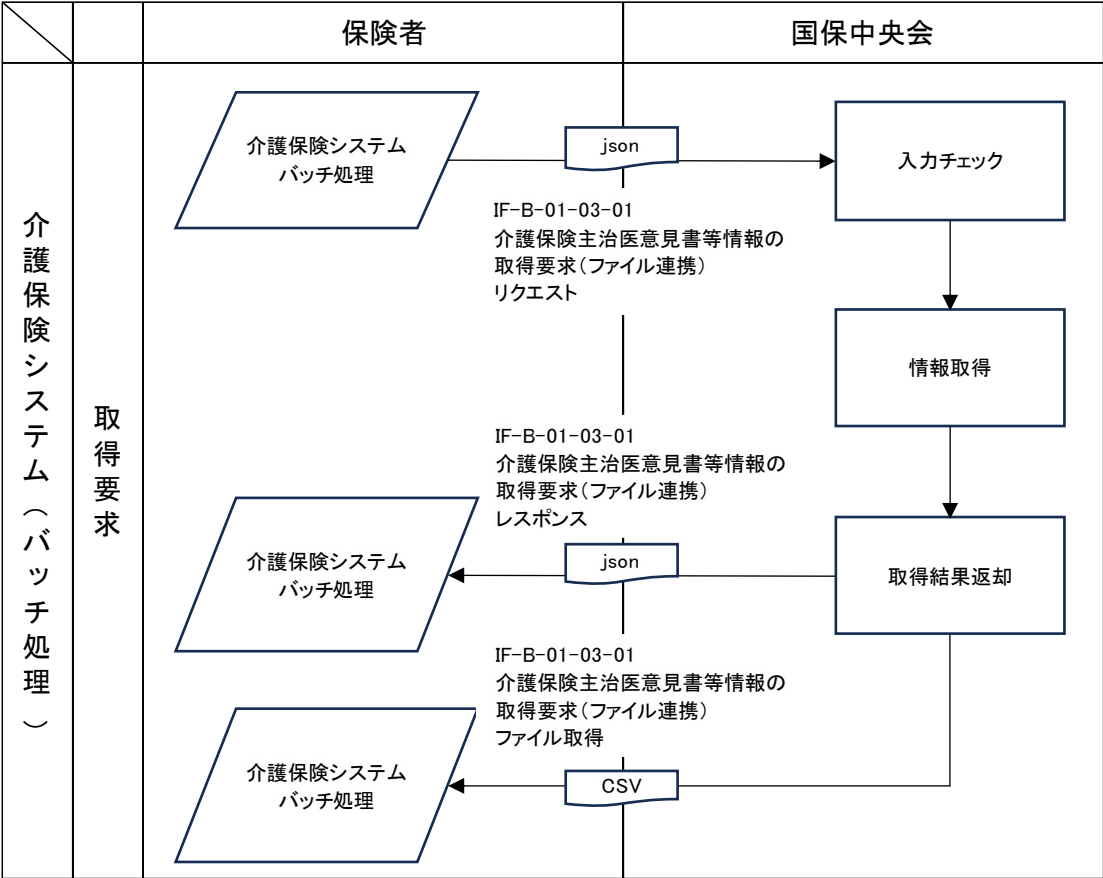 保険者
国保中央会
介護保険システム（バッチ処理）
取得要求
介護保険システム
バッチ処理
json
入力チェック
IF-B-01-03-01
介護保険主治医意見書等情報の
取得要求（ファイル連携）
リクエスト
情報取得
IF-B-01-03-01
介護保険主治医意見書等情報の
取得要求（ファイル連携）
レスポンス
介護保険システム
バッチ処理
json
取得結果返却
IF-B-01-03-01
介護保険主治医意見書等情報の
取得要求（ファイル連携）
ファイル取得
介護保険システム
バッチ処理
CSV